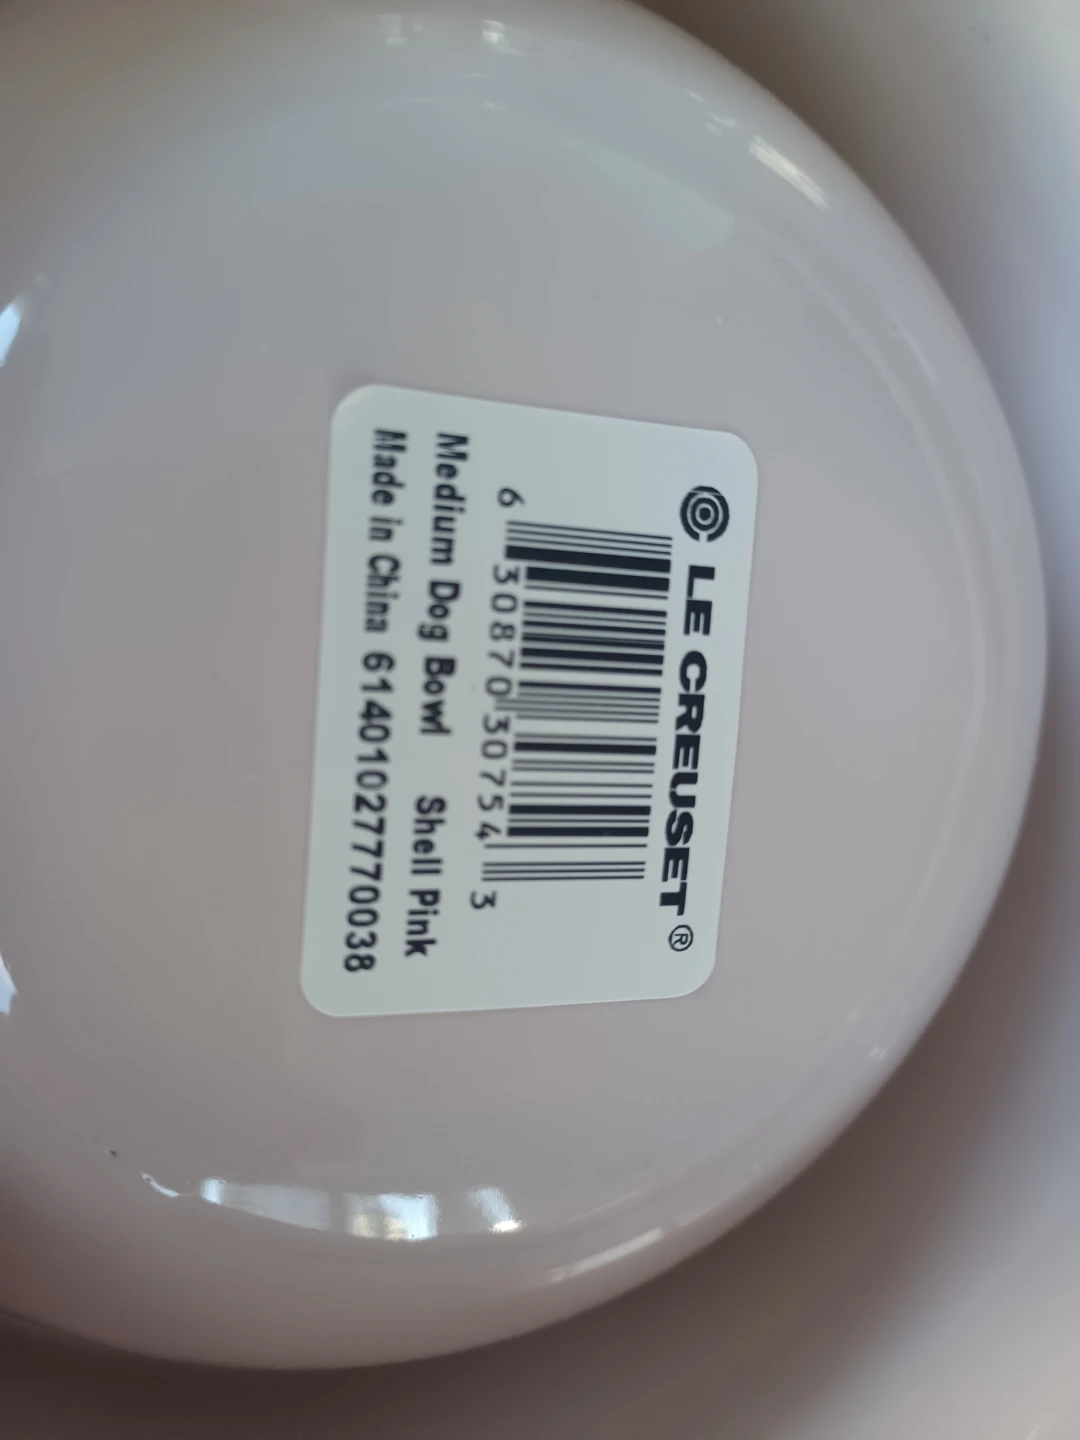 LE CREUSET®
6 30870 30754 3
Medium Dog Bowl Shell Pink
Made in China 61401027770038